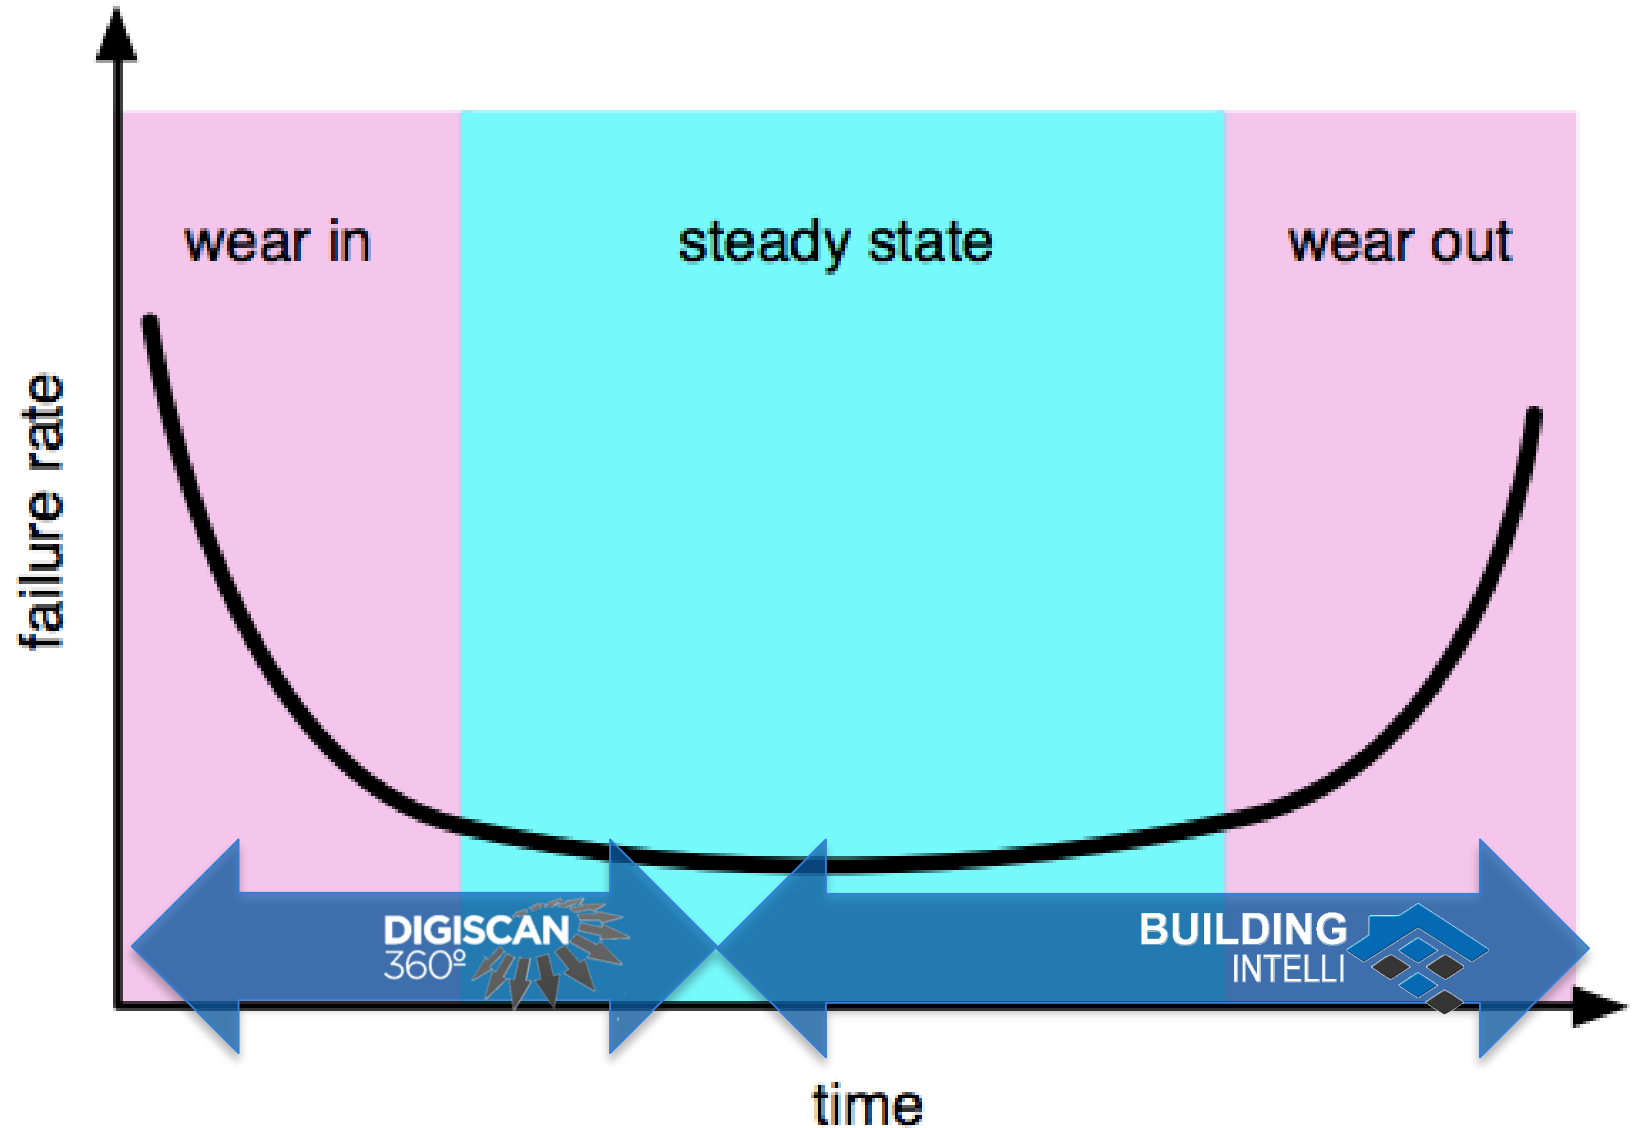 wear in
steady state
wear out
failure rate
DIGISCAN
360º
BUILDING
INTELLI
time